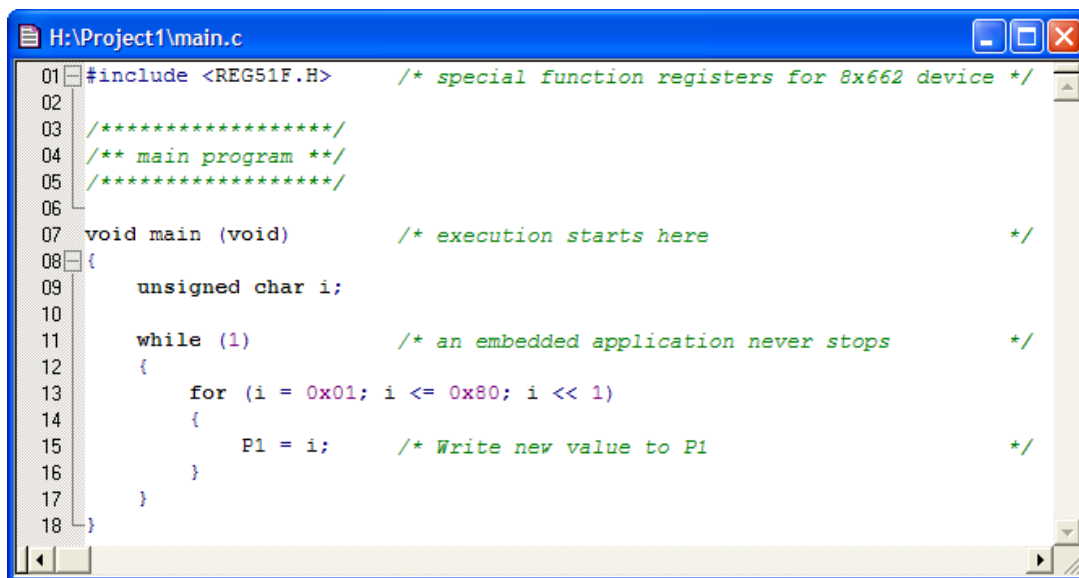 H:\Project1\main.c
01 #include <REG51F.H> /* special function registers for 8x662 device */
02
03 /******************/
04 /** main program **/
05 /******************/
06
07 void main (void) /* execution starts here */
08 {
09 unsigned char i;
10
11 while (1) /* an embedded application never stops */
12 {
13 for (i = 0x01; i <= 0x80; i << 1)
14 {
15 P1 = i; /* Write new value to P1 */
16 }
17 }
18 }